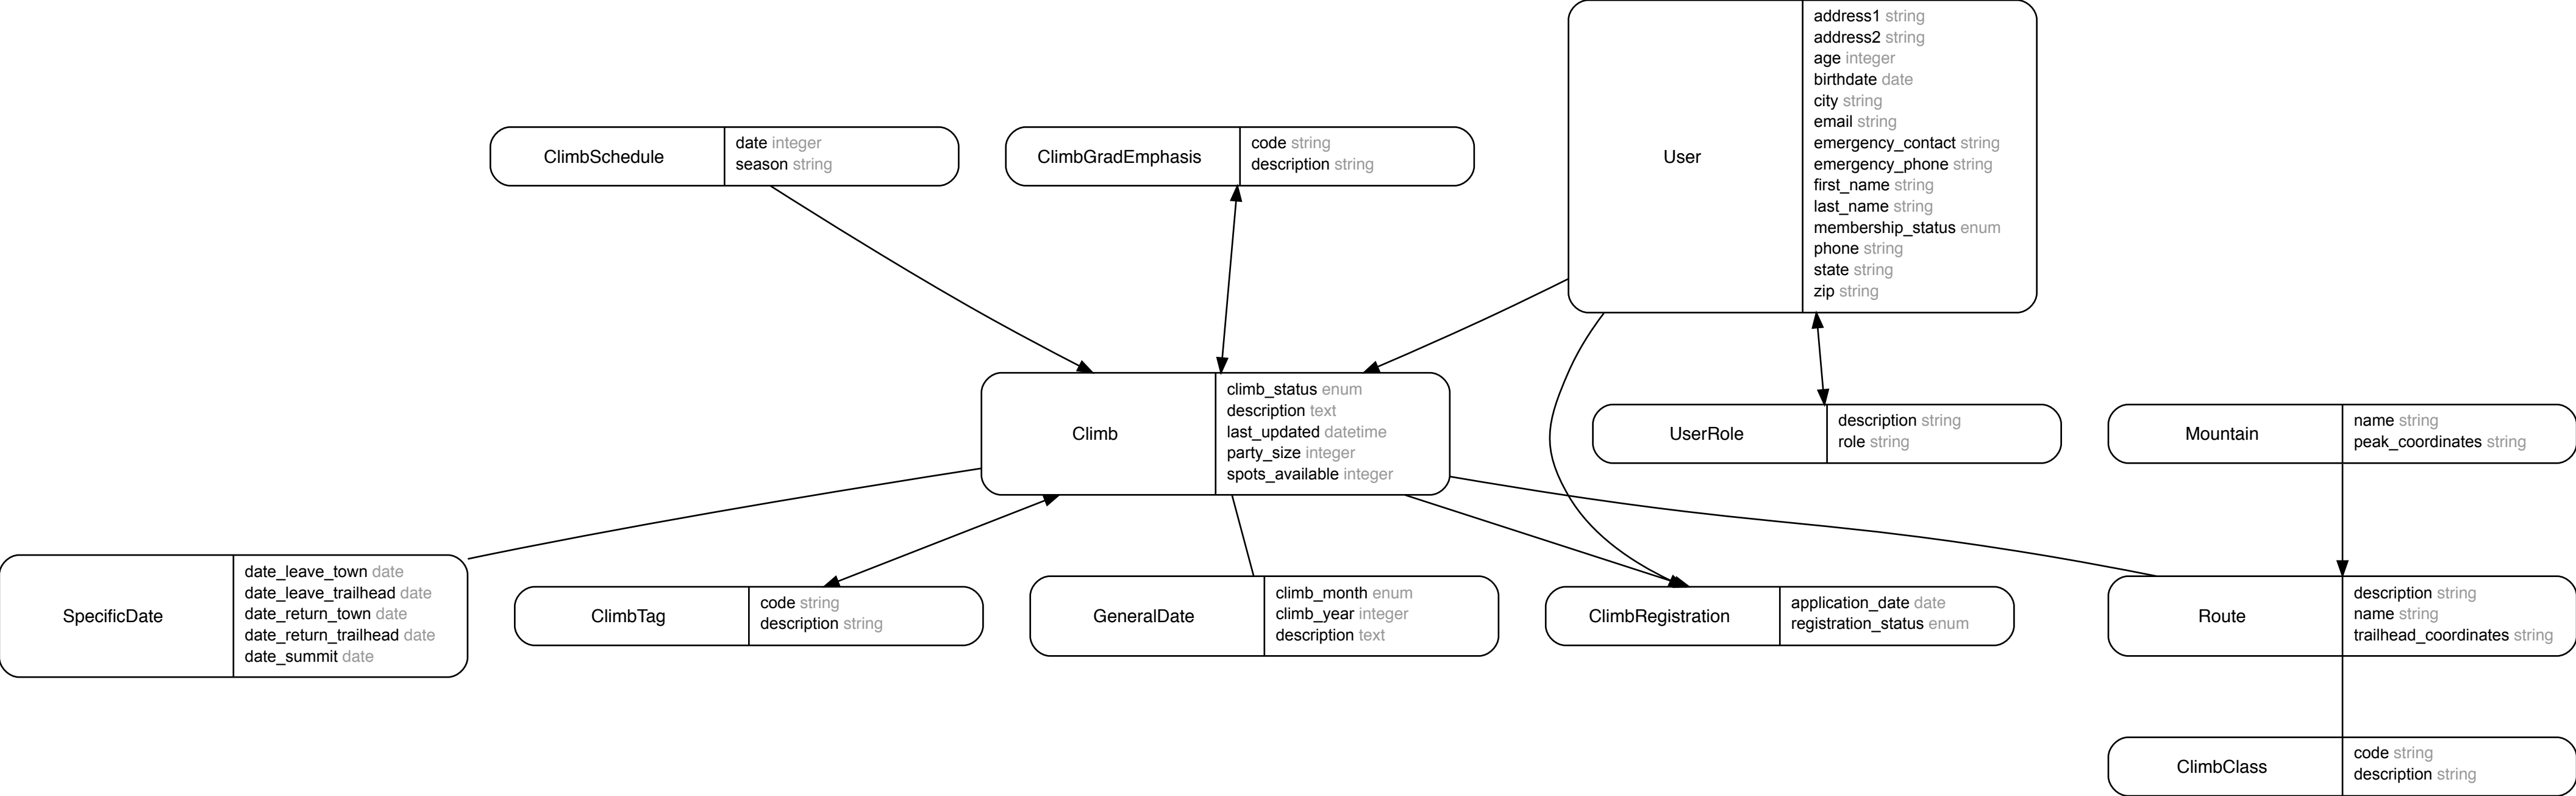 User
address1 string
address2 string
age integer
birthdate date
city string
email string
emergency_contact string
emergency_phone string
first_name string
last_name string
membership_status enum
phone string
state string
zip string
ClimbSchedule
date integer
season string
ClimbGradEmphasis
code string
description string
Climb
climb_status enum
description text
last_updated datetime
party_size integer
spots_available integer
UserRole
description string
role string
Mountain
name string
peak_coordinates string
SpecificDate
date_leave_town date
date_leave_trailhead date
date_return_town date
date_return_trailhead date
date_summit date
ClimbTag
code string
description string
GeneralDate
climb_month enum
climb_year integer
description text
ClimbRegistration
application_date date
registration_status enum
Route
description string
name string
trailhead_coordinates string
ClimbClass
code string
description string